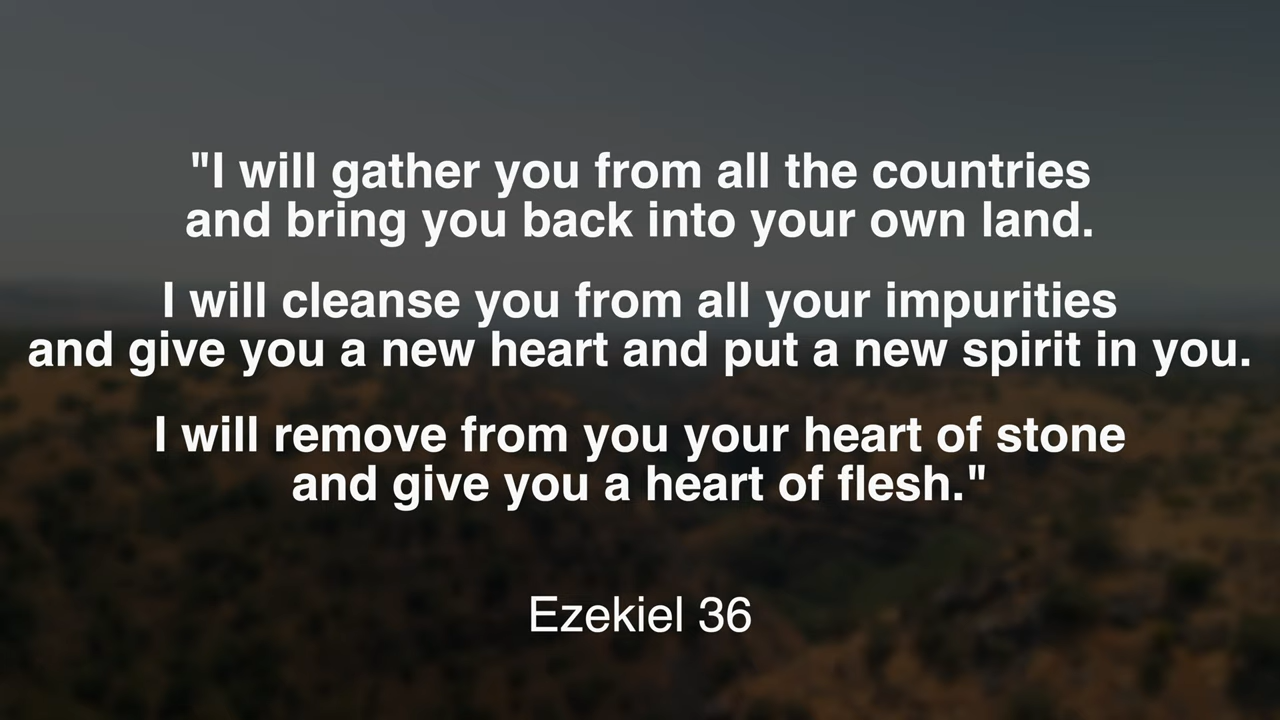 "I will gather you from all the countries
and bring you back into your own land.
I will cleanse you from all your impurities
and give you a new heart and put a new spirit in you.
I will remove from you your heart of stone
and give you a heart of flesh."
Ezekiel 36